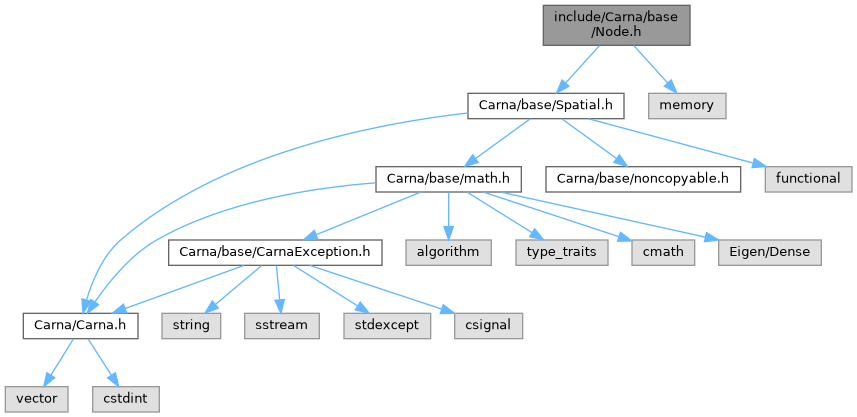 include/Carna/base
/Node.h
Carna/base/Spatial.h
memory
Carna/base/math.h
Carna/base/noncopyable.h
functional
Carna/base/CarnaException.h
algorithm
type_traits
cmath
Eigen/Dense
Carna/Carna.h
string
sstream
stdexcept
csignal
vector
cstdint